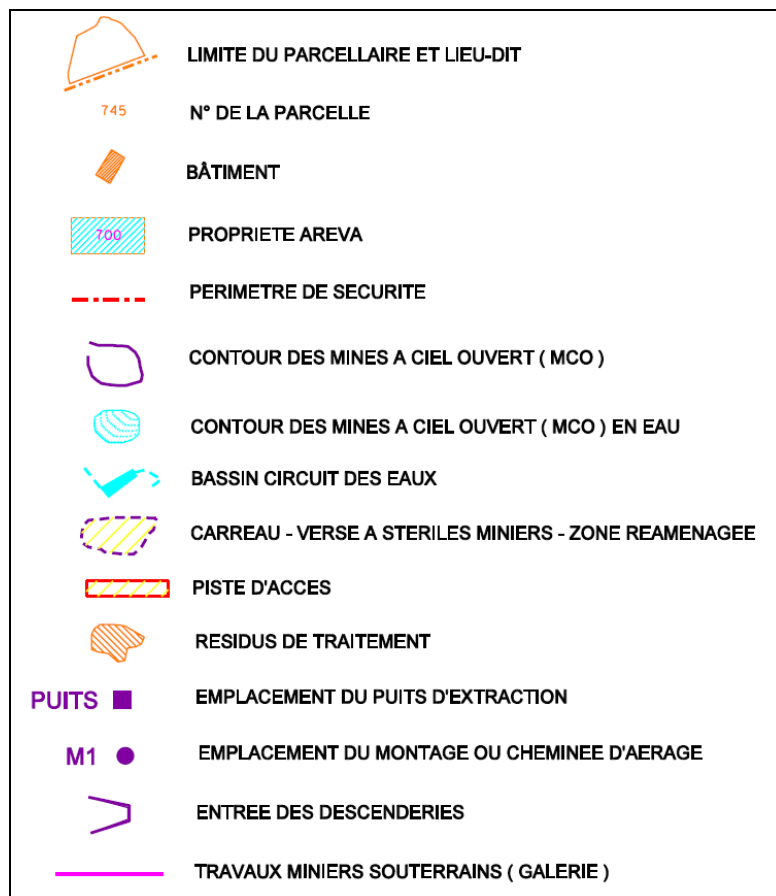 LIMITE DU PARCELLAIRE ET LIEU-DIT
745 N° DE LA PARCELLE
BÂTIMENT
700 PROPRIETE AREVA
PERIMETRE DE SECURITE
CONTOUR DES MINES A CIEL OUVERT ( MCO )
CONTOUR DES MINES A CIEL OUVERT ( MCO ) EN EAU
BASSIN CIRCUIT DES EAUX
CARREAU - VERSE A STERILES MINIERS - ZONE REAMENAGEE
PISTE D'ACCES
RESIDUS DE TRAITEMENT
PUITS EMPLACEMENT DU PUITS D'EXTRACTION
M1 EMPLACEMENT DU MONTAGE OU CHEMINEE D'AERAGE
ENTREE DES DESCENDERIES
TRAVAUX MINIERS SOUTERRAINS ( GALERIE )